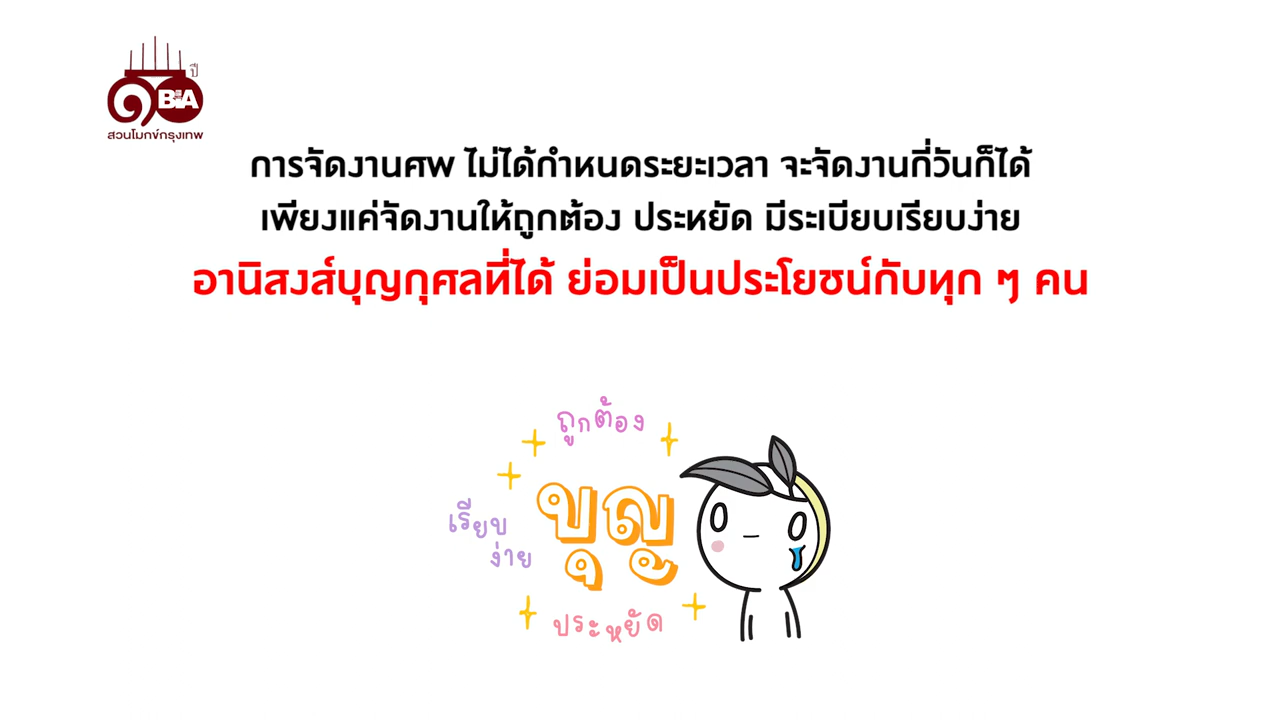 ๑๐ ปี
BIA
สวนโมกข์กรุงเทพ
การจัดงานศพ ไม่ได้กำหนดระยะเวลา จะจัดงานกี่วันก็ได้
เพียงแค่จัดงานให้ถูกต้อง ประหยัด มีระเบียบเรียบง่าย
อานิสงส์บุญกุศลที่ได้ ย่อมเป็นประโยชน์กับทุก ๆ คน
ถูกต้อง
บุญ
เรียบ
ง่าย
ประหยัด